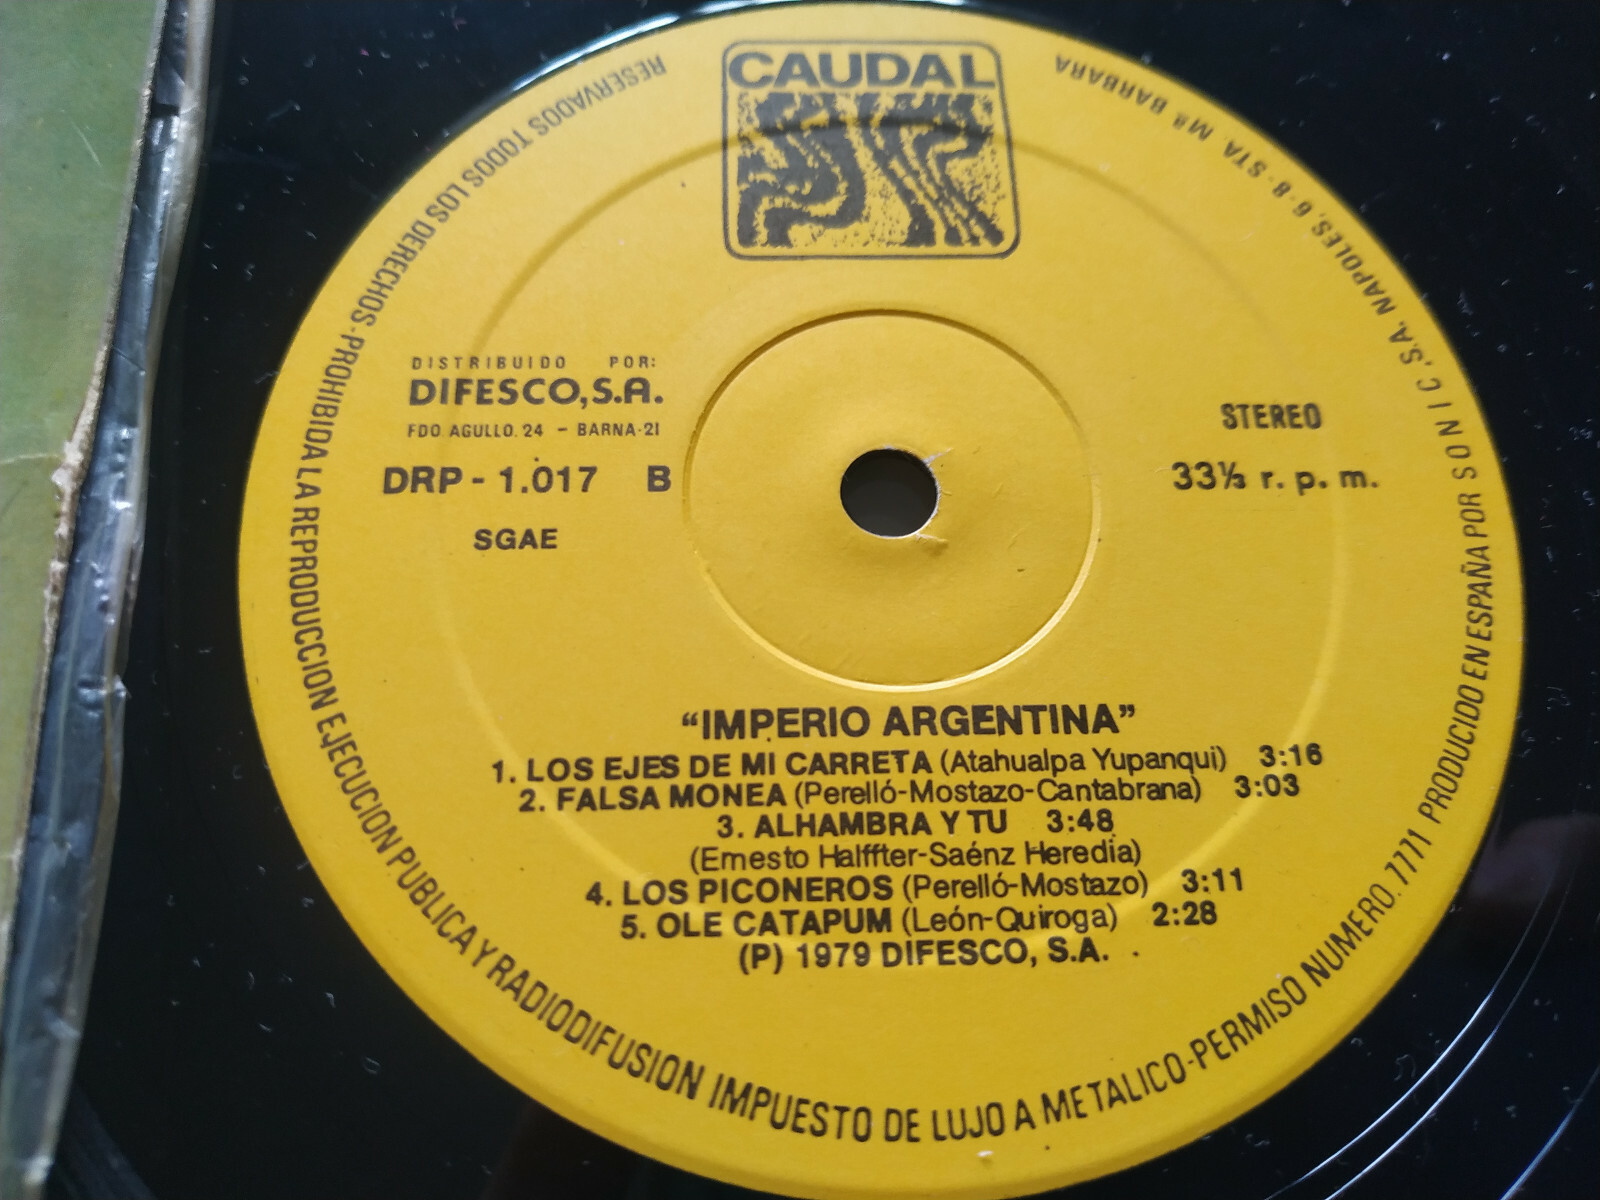 CAUDAL
DISTRIBUIDO POR:
DIFESCO,S.A.
FDO AGULLO. 24 - BARNA-21
DRP - 1.017 B
SGAE
STEREO
33⅓ r. p. m.
"IMPERIO ARGENTINA"
1. LOS EJES DE MI CARRETA (Atahualpa Yupanqui) 3:16
2. FALSA MONEA (Perelló-Mostazo-Cantabrana) 3:03
3. ALHAMBRA Y TU 3:48
(Ernesto Halffter-Saénz Heredia)
4. LOS PICONEROS (Perelló-Mostazo) 3:11
5. OLE CATAPUM (León-Quiroga) 2:28
(P) 1979 DIFESCO, S.A.
RESERVADOS TODOS LOS DERECHOS-PROHIBIDA LA REPRODUCCION EJECUCION PUBLICA Y RADIODIFUSION IMPUESTO DE LUJO A METALICO-PERMISO NUMERO. 7771 PRODUCIDO EN ESPAÑA POR SONIC,S.A. NAPOLES, 6-8-STA. Mª BARBARA